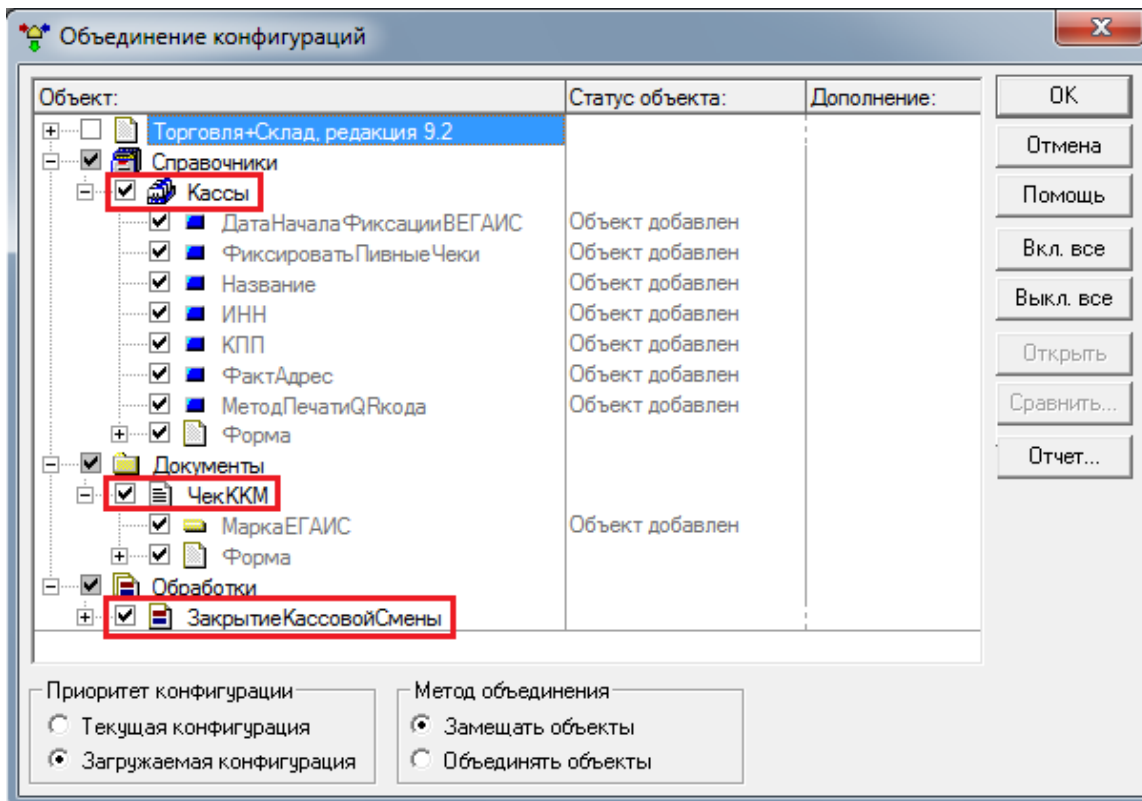 Объединение конфигураций
Объект: Статус объекта: Дополнение: ОК
Торговля+Склад, редакция 9.2
Отмена
Справочники
Кассы Помощь
ДатаНачалаФиксацииВЕГАИС Объект добавлен
ФиксироватьПивныеЧеки Объект добавлен Вкл. все
Название Объект добавлен
ИНН Объект добавлен Выкл. все
КПП Объект добавлен
ФактАдрес Объект добавлен Открыть
МетодПечатиQRкода Объект добавлен Сравнить...
Форма
Документы Отчет...
ЧекККМ
МаркаЕГАИС Объект добавлен
Форма
Обработки
ЗакрытиеКассовойСмены
Приоритет конфигурации Метод объединения
Текущая конфигурация Замещать объекты
Загружаемая конфигурация Объединять объекты